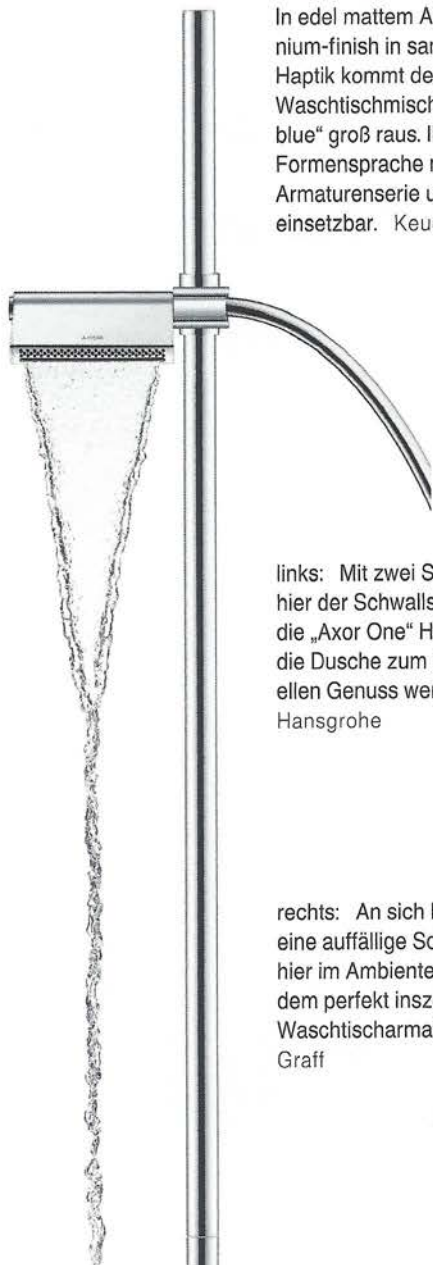 In edel mattem A
nium-finish in san
Haptik kommt de
Waschtischmisch
blue“ groß raus. I
Formensprache
Armaturenserie u
einsetzbar. Keu
links: Mit zwei S
hier der Schwalls
die „Axor One“ H
die Dusche zum
ellen Genuss wer
Hansgrohe
rechts: An sich
eine auffällige Sc
hier im Ambiente
dem perfekt insz
Waschtischarma
Graff